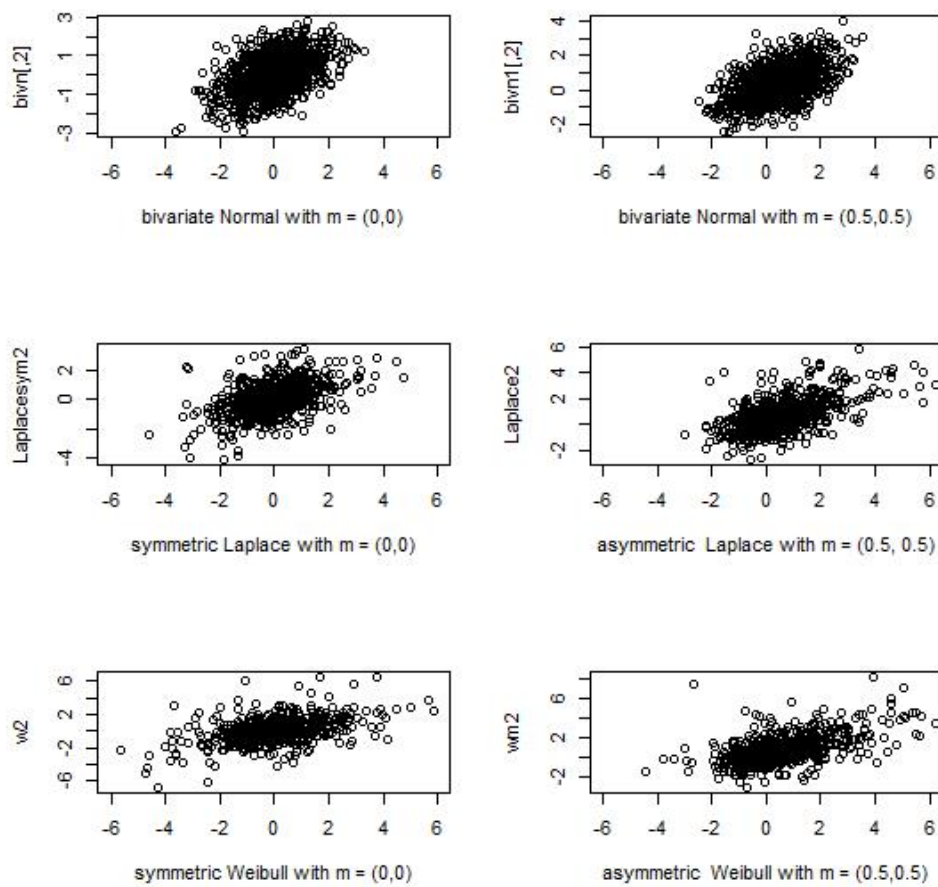 bivn[,2]
3
1
-1
-3
-6 -4 -2 0 2 4 6
bivariate Normal with m = (0,0)
bivn1[,2]
4
2
0
-2
-6 -4 -2 0 2 4 6
bivariate Normal with m = (0.5,0.5)
Laplacesym2
2
0
-4
-6 -4 -2 0 2 4 6
symmetric Laplace with m = (0,0)
Laplace2
6
4
2
-2
-6 -4 -2 0 2 4 6
asymmetric Laplace with m = (0.5, 0.5)
w2
6
2
-2
-6
-6 -4 -2 0 2 4 6
symmetric Weibull with m = (0,0)
wm2
6
2
-2
-6 -4 -2 0 2 4 6
asymmetric Weibull with m = (0.5,0.5)